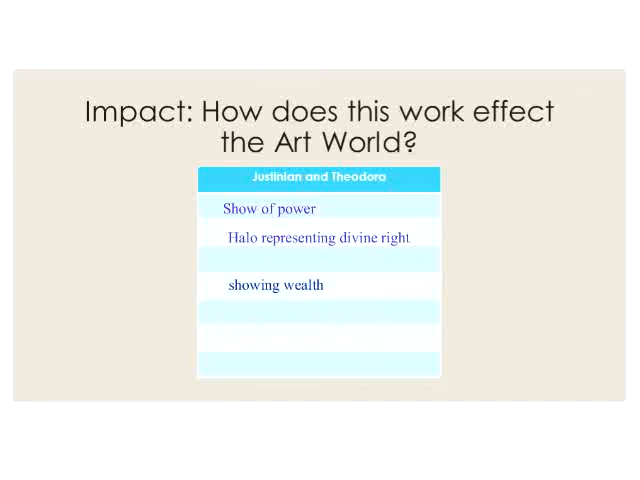 Impact: How does this work effect
the Art World?
Justinian and Theodora
Show of power
Halo representing divine right
showing wealth